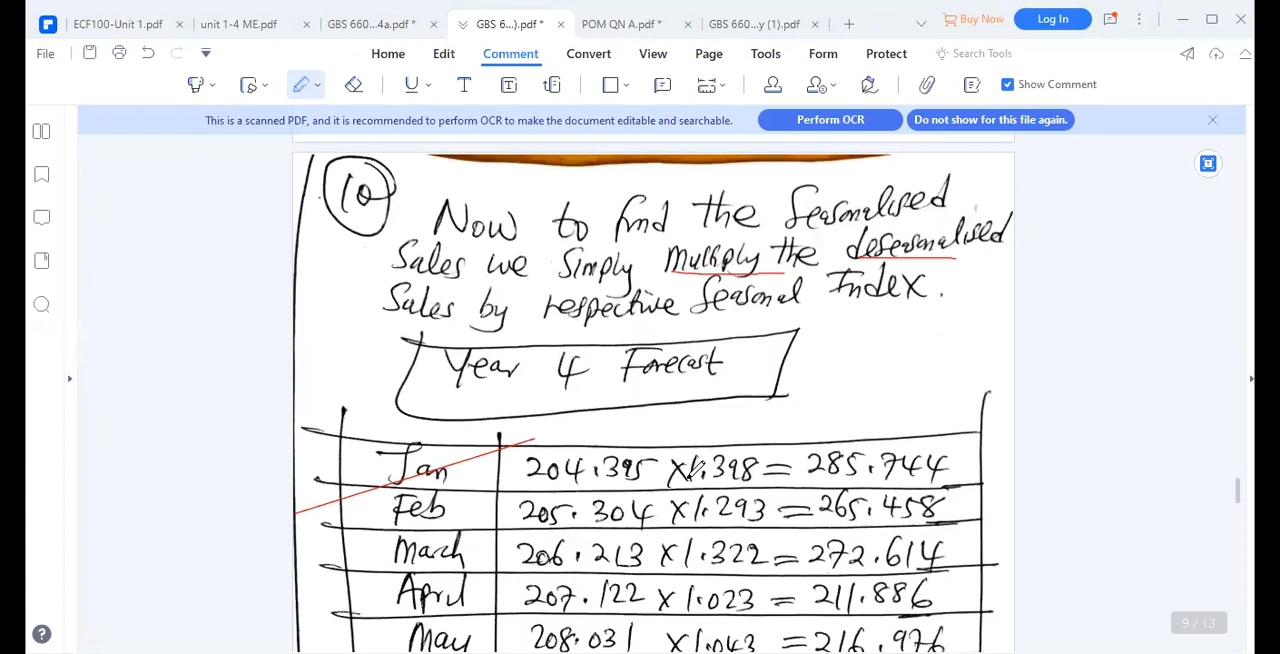 ECF100-Unit 1.pdf
unit 1-4 ME.pdf
GBS 660...4a.pdf *
GBS 6...).pdf *
POM QN A.pdf *
GBS 660...y (1).pdf
Buy Now
Log In
File
Home
Edit
Comment
Convert
View
Page
Tools
Form
Protect
Search Tools
Show Comment
This is a scanned PDF, and it is recommended to perform OCR to make the document editable and searchable.
Perform OCR
Do not show for this file again.
10
Now to find the Seasonalised
Sales we simply multiply the deseasonalised
Sales by respective Seasonal Index.
Year 4 Forecast
Jan 204.395 X1.398 = 285.744
Feb 205.304 X1.293 = 265.458
March 206.213 X1.322 = 272.614
April 207.122 X1.023 = 211.886
May 208.031 X1.043 = 216.976
9 / 13